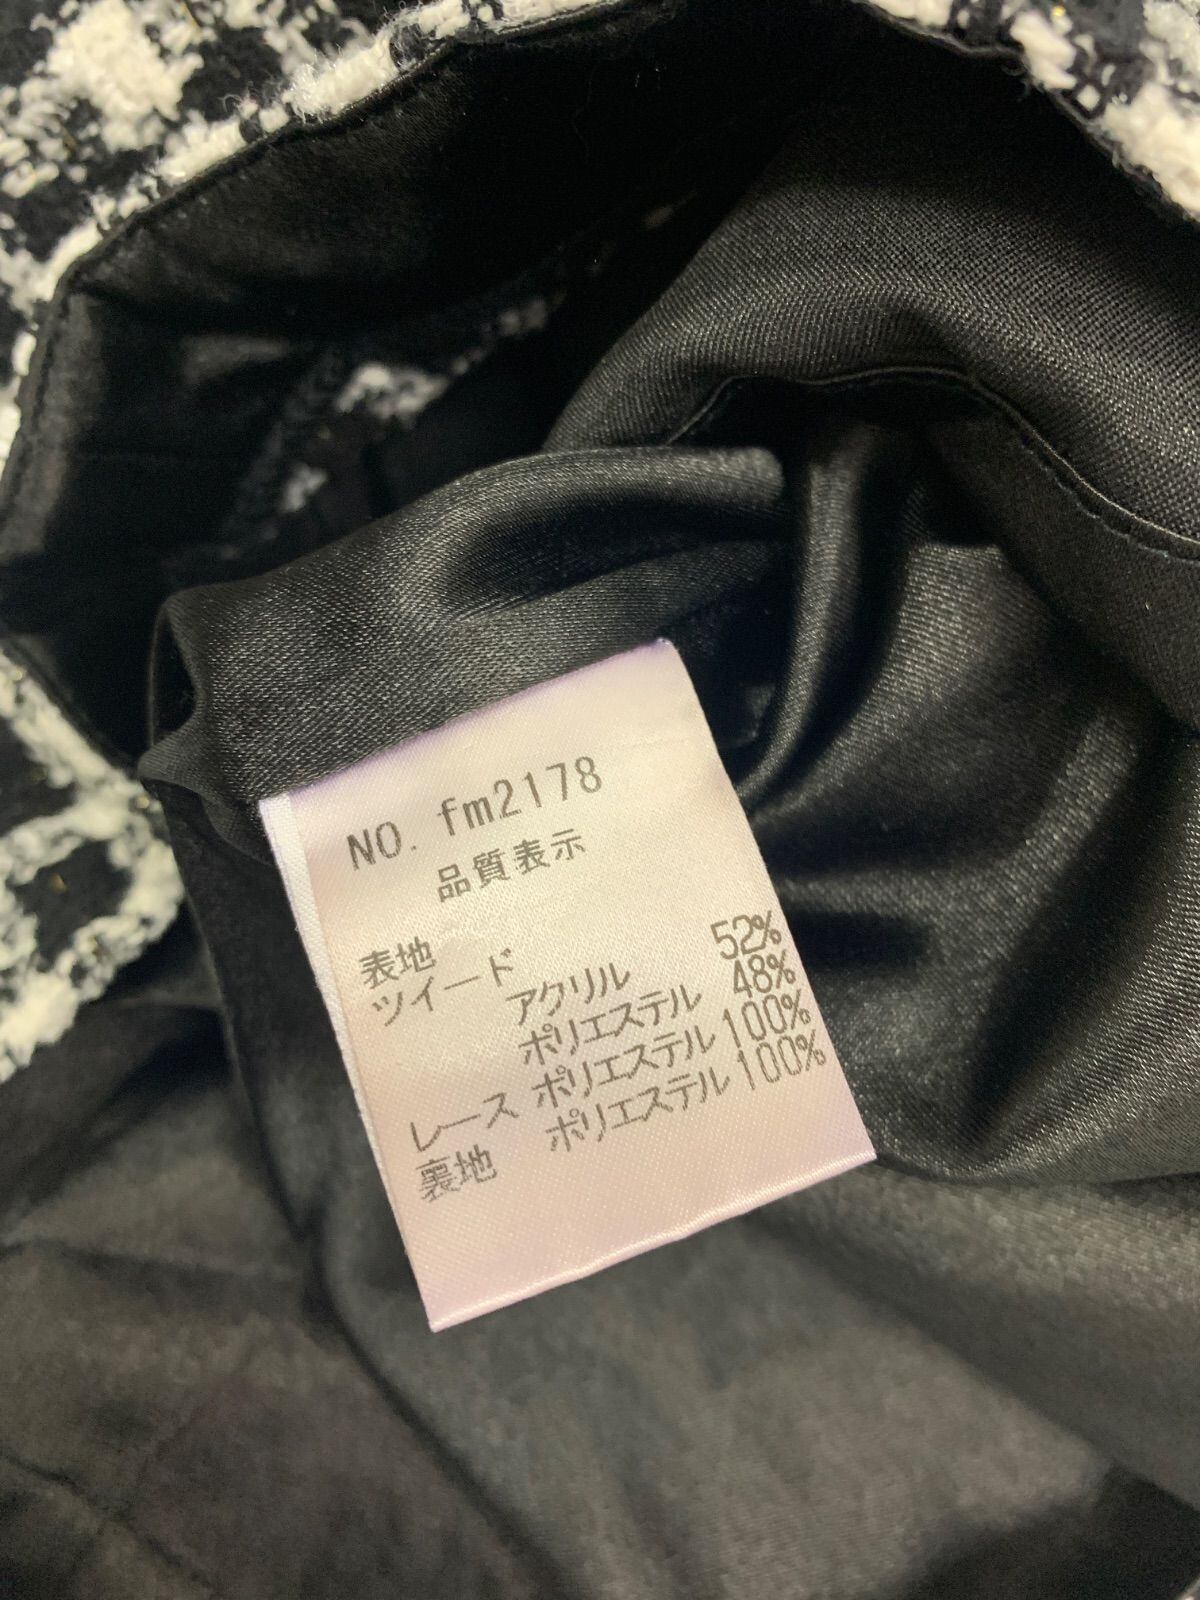 NO. fm2178
品質表示
表地
ツイード
アクリル 52%
ポリエステル 48%
レース ポリエステル 100%
裏地 ポリエステル 100%